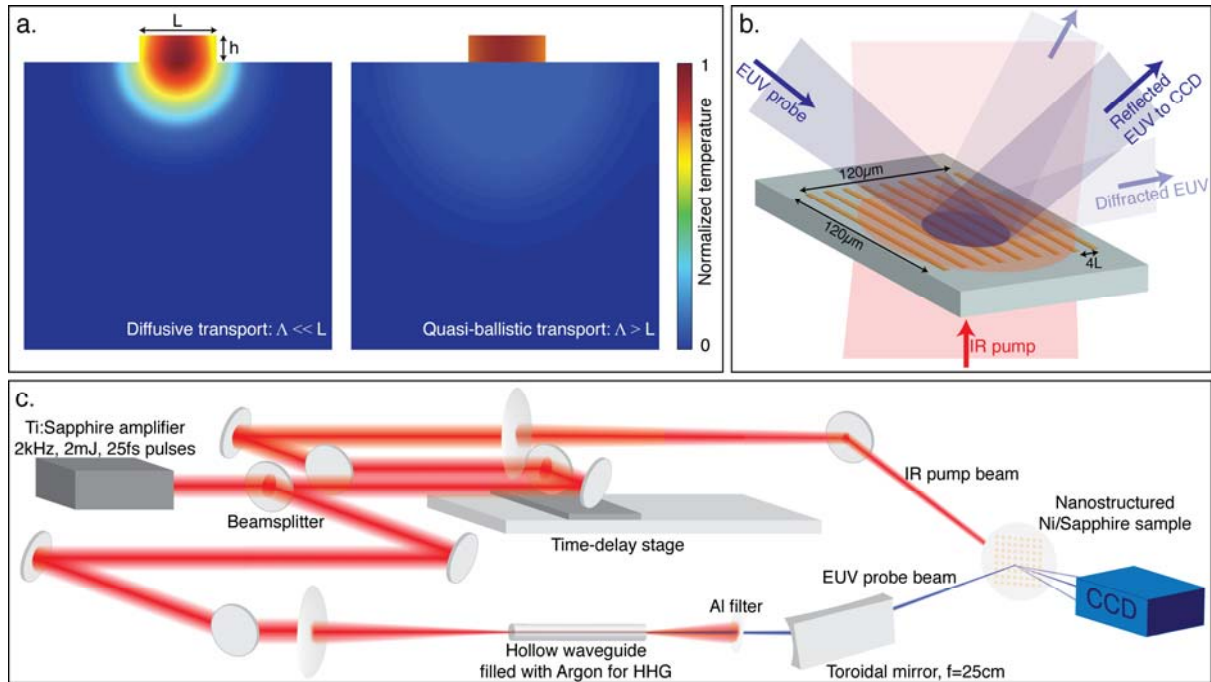 a.
L
h
1
Normalized temperature
0
Diffusive transport: Λ << L
Quasi-ballistic transport: Λ > L
b.
EUV probe
Reflected
EUV to CCD
Diffracted EUV
120μm
120μm
4L
IR pump
c.
Ti:Sapphire amplifier
2kHz, 2mJ, 25fs pulses
Beamsplitter
Time-delay stage
IR pump beam
Nanostructured
Ni/Sapphire sample
EUV probe beam
CCD
Al filter
Hollow waveguide
filled with Argon for HHG
Toroidal mirror, f=25cm